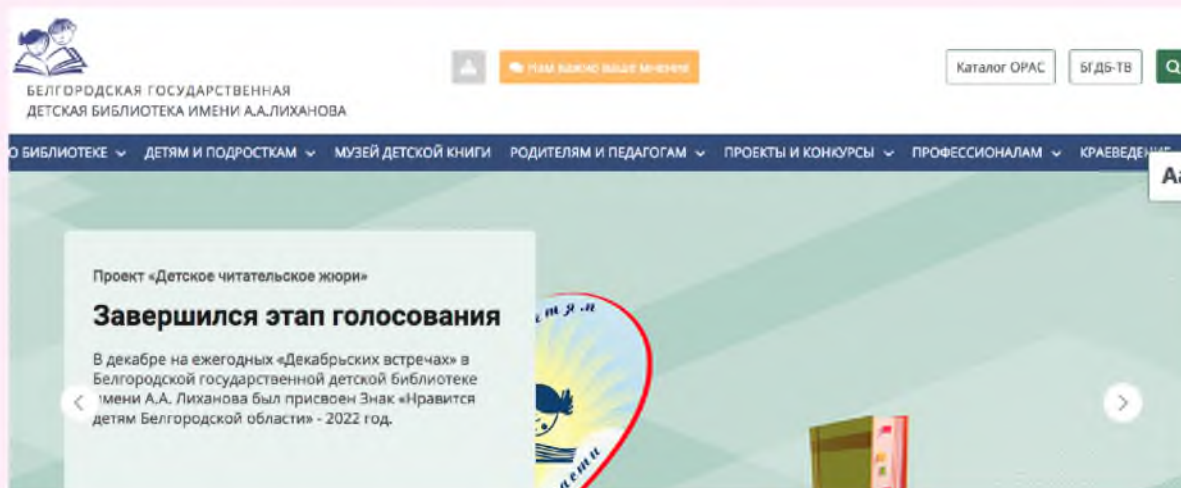 Нам важно ваше мнение
Каталог OPAC
БГДБ-ТВ
БЕЛГОРОДСКАЯ ГОСУДАРСТВЕННАЯ
ДЕТСКАЯ БИБЛИОТЕКА ИМЕНИ А.А.ЛИХАНОВА
О БИБЛИОТЕКЕ ДЕТЯМ И ПОДРОСТКАМ МУЗЕЙ ДЕТСКОЙ КНИГИ РОДИТЕЛЯМ И ПЕДАГОГАМ ПРОЕКТЫ И КОНКУРСЫ ПРОФЕССИОНАЛАМ
Проект «Детское читательское жюри»
Завершился этап голосования
В декабре на ежегодных «Декабрьских встречах» в
Белгородской государственной детской библиотеке
имени А.А. Лиханова был присвоен Знак «Нравится
детям Белгородской области» - 2022 год.